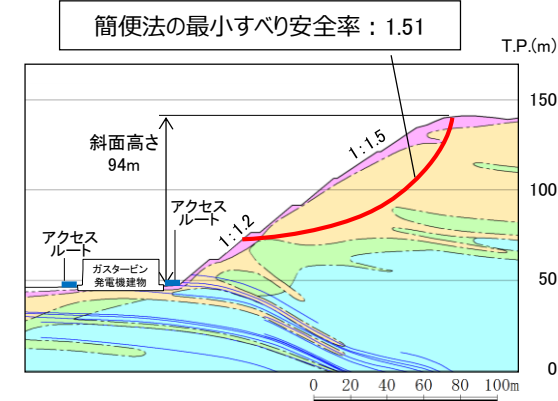 簡便法の最小すべり安全率：1.51
T.P.(m)
150
斜面高さ
94m
1：1.5
100
アクセス
ルート
1：1.2
アクセス
ルート
ガスタービン
発電機建物
50
0
0 20 40 60 80 100m